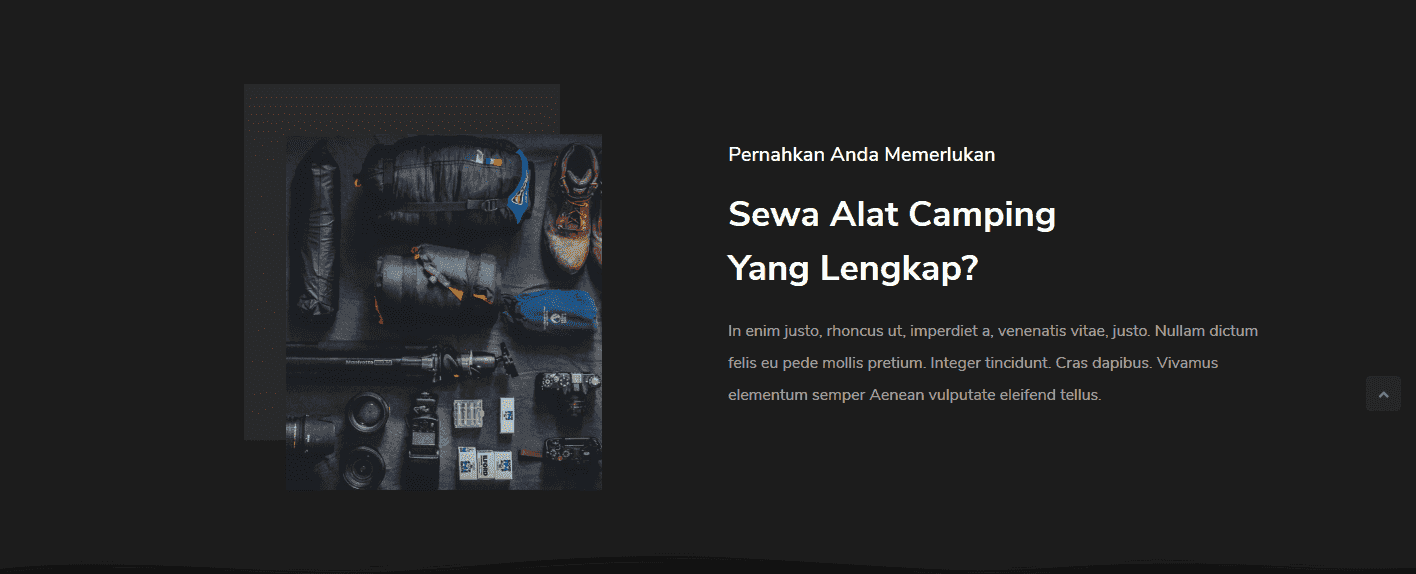 Pernahkan Anda Memerlukan
Sewa Alat Camping
Yang Lengkap?
In enim justo, rhoncus ut, imperdiet a, venenatis vitae, justo. Nullam dictum
felis eu pede mollis pretium. Integer tincidunt. Cras dapibus. Vivamus
elementum semper Aenean vulputate eleifend tellus.